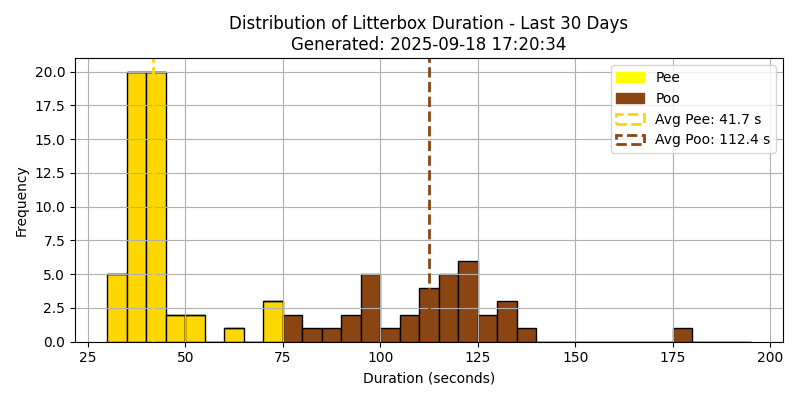 Distribution of Litterbox Duration - Last 30 Days
Generated: 2025-09-18 17:20:34
Pee
Poo
Avg Pee: 41.7 s
Avg Poo: 112.4 s
Frequency
20.0
17.5
15.0
12.5
10.0
7.5
5.0
2.5
0.0
25 50 75 100 125 150 175 200
Duration (seconds)